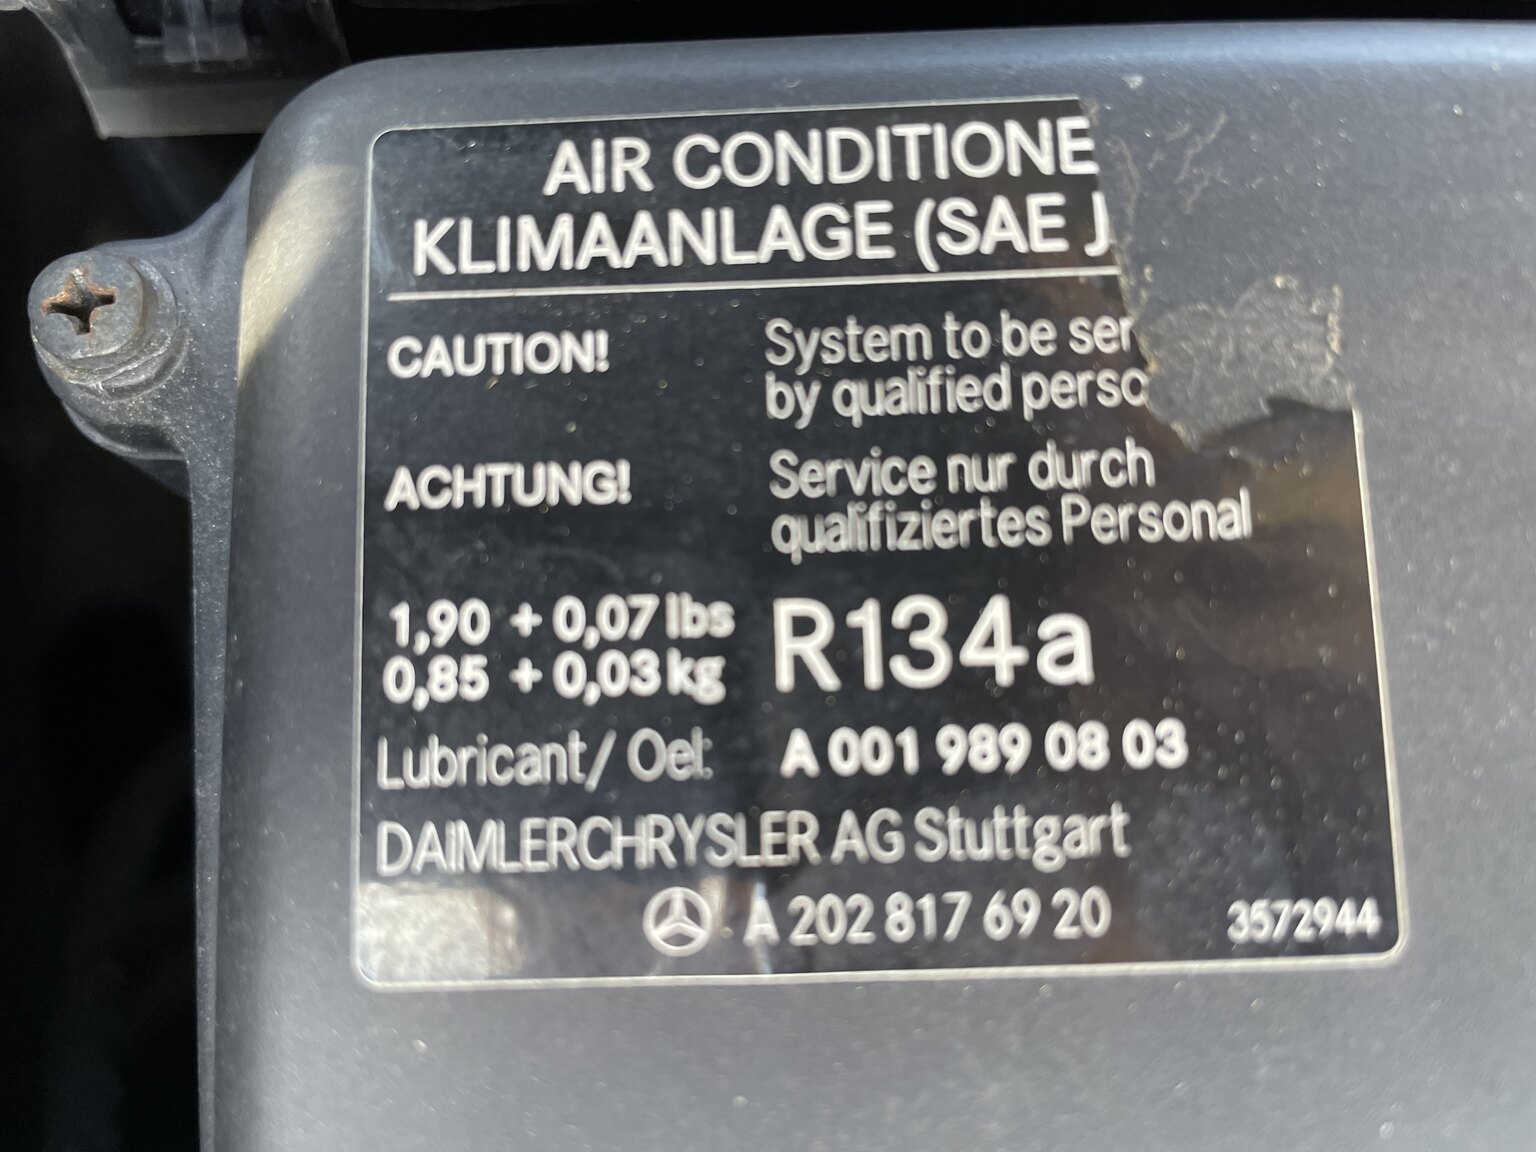 AIR CONDITIONE
KLIMAANLAGE (SAE J
CAUTION! System to be ser
by qualified perso
ACHTUNG! Service nur durch
qualifiziertes Personal
1,90 + 0,07 lbs
0,85 + 0,03 kg
R134a
Lubricant/ Oel: A 001 989 08 03
DAIMLERCHRYSLER AG Stuttgart
A 202 817 69 20 3572944